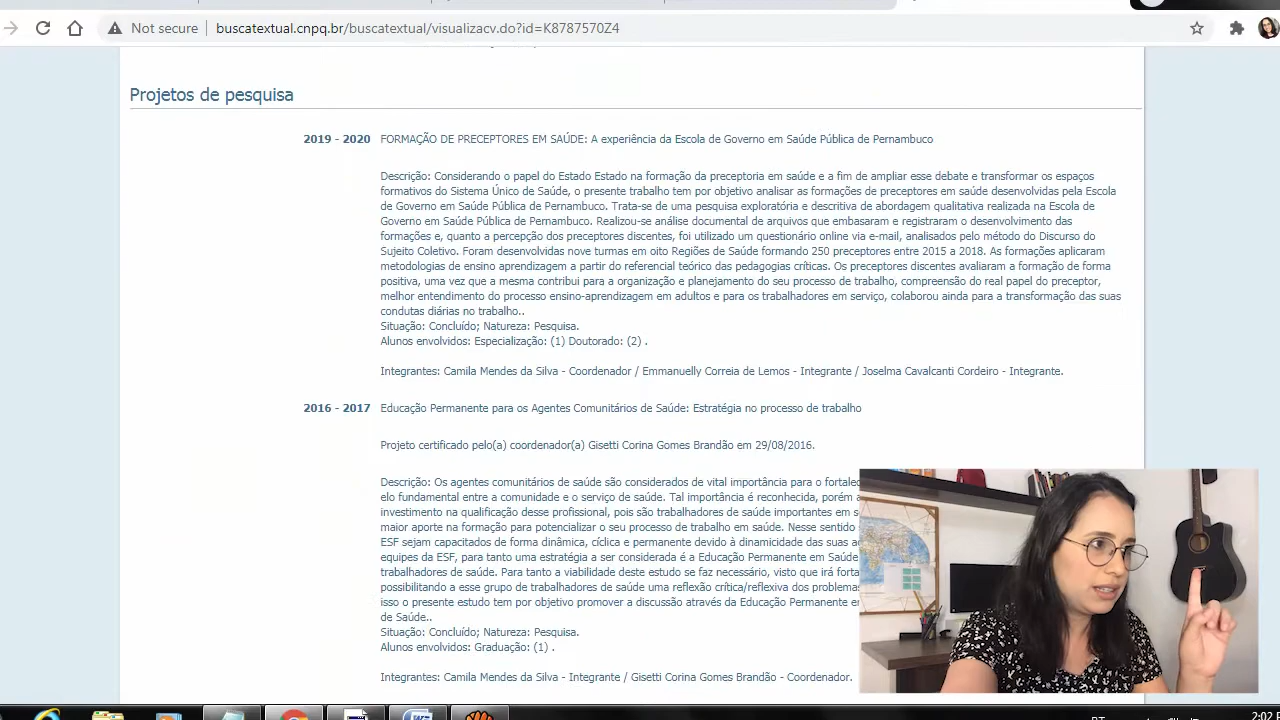 Not secure
buscatextual.cnpq.br/buscatextual/visualizacv.do?id=K8787570Z4
Projetos de pesquisa
2019 - 2020 FORMAÇÃO DE PRECEPTORES EM SAÚDE: A experiência da Escola de Governo em Saúde Pública de Pernambuco
Descrição: Considerando o papel do Estado Estado na formação da preceptoria em saúde e a fim de ampliar esse debate e transformar os espaços
formativos do Sistema Único de Saúde, o presente trabalho tem por objetivo analisar as formações de preceptores em saúde desenvolvidas pela Escola
de Governo em Saúde Pública de Pernambuco. Trata-se de uma pesquisa exploratória e descritiva de abordagem qualitativa realizada na Escola de
Governo em Saúde Pública de Pernambuco. Realizou-se análise documental de arquivos que embasaram e registraram o desenvolvimento das
formações e, quanto a percepção dos preceptores discentes, foi utilizado um questionário online via e-mail, analisados pelo método do Discurso do
Sujeito Coletivo. Foram desenvolvidas nove turmas em oito Regiões de Saúde formando 250 preceptores entre 2015 a 2018. As formações aplicaram
metodologias de ensino aprendizagem a partir do referencial teórico das pedagogias críticas. Os preceptores discentes avaliaram a formação de forma
positiva, uma vez que a mesma contribui para a organização e planejamento do seu processo de trabalho, compreensão do real papel do preceptor,
melhor entendimento do processo ensino-aprendizagem em adultos e para os trabalhadores em serviço, colaborou ainda para a transformação das suas
condutas diárias no trabalho..
Situação: Concluído; Natureza: Pesquisa.
Alunos envolvidos: Especialização: (1) Doutorado: (2) .
Integrantes: Camila Mendes da Silva - Coordenador / Emmanuelly Correia de Lemos - Integrante / Joselma Cavalcanti Cordeiro - Integrante.
2016 - 2017 Educação Permanente para os Agentes Comunitários de Saúde: Estratégia no processo de trabalho
Projeto certificado pelo(a) coordenador(a) Gisetti Corina Gomes Brandão em 29/08/2016.
Descrição: Os agentes comunitários de saúde são considerados de vital importância para o
elo fundamental entre a comunidade e o serviço de saúde. Tal importância é reconhecida, porém
investimento na qualificação desse profissional, pois são trabalhadores de saúde importantes em
maior aporte na formação para potencializar o seu processo de trabalho em saúde. Nesse sentido
ESF sejam capacitados de forma dinâmica, cíclica e permanente devido à dinamicidade das suas
equipes da ESF, para tanto uma estratégia a ser considerada é a Educação Permanente em Saúde
trabalhadores de saúde. Para tanto a viabilidade deste estudo se faz necessário, visto que irá
possibilitando a esse grupo de trabalhadores de saúde uma reflexão crítica/reflexiva dos
isso o presente estudo tem por objetivo promover a discussão através da Educação Permanente
de Saúde..
Situação: Concluído; Natureza: Pesquisa.
Alunos envolvidos: Graduação: (1) .
Integrantes: Camila Mendes da Silva - Integrante / Gisetti Corina Gomes Brandão - Coordenador.
2:02